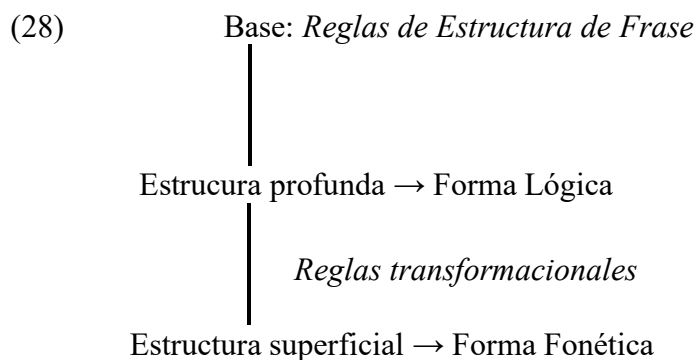 (28) Base: Reglas de Estructura de Frase
Estrucura profunda → Forma Lógica
Reglas transformacionales
Estructura superficial → Forma Fonética